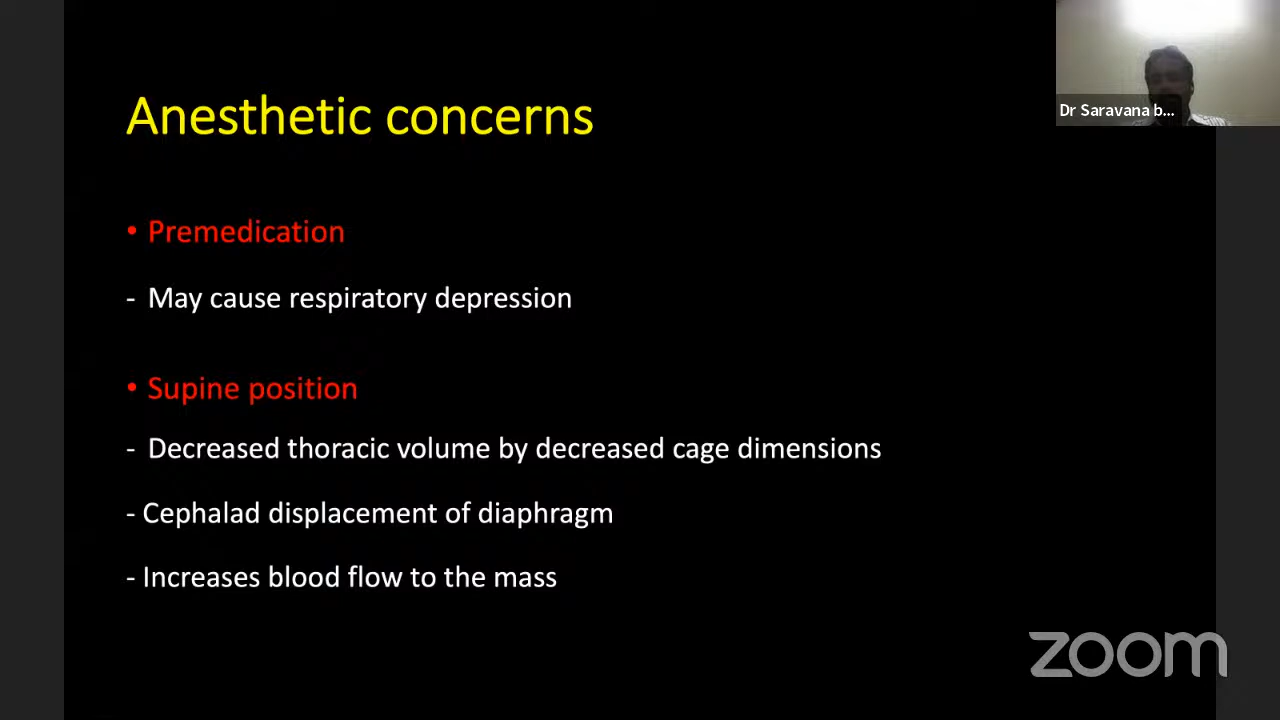 Dr Saravana b...
Anesthetic concerns
• Premedication
- May cause respiratory depression
• Supine position
- Decreased thoracic volume by decreased cage dimensions
- Cephalad displacement of diaphragm
- Increases blood flow to the mass
zoom